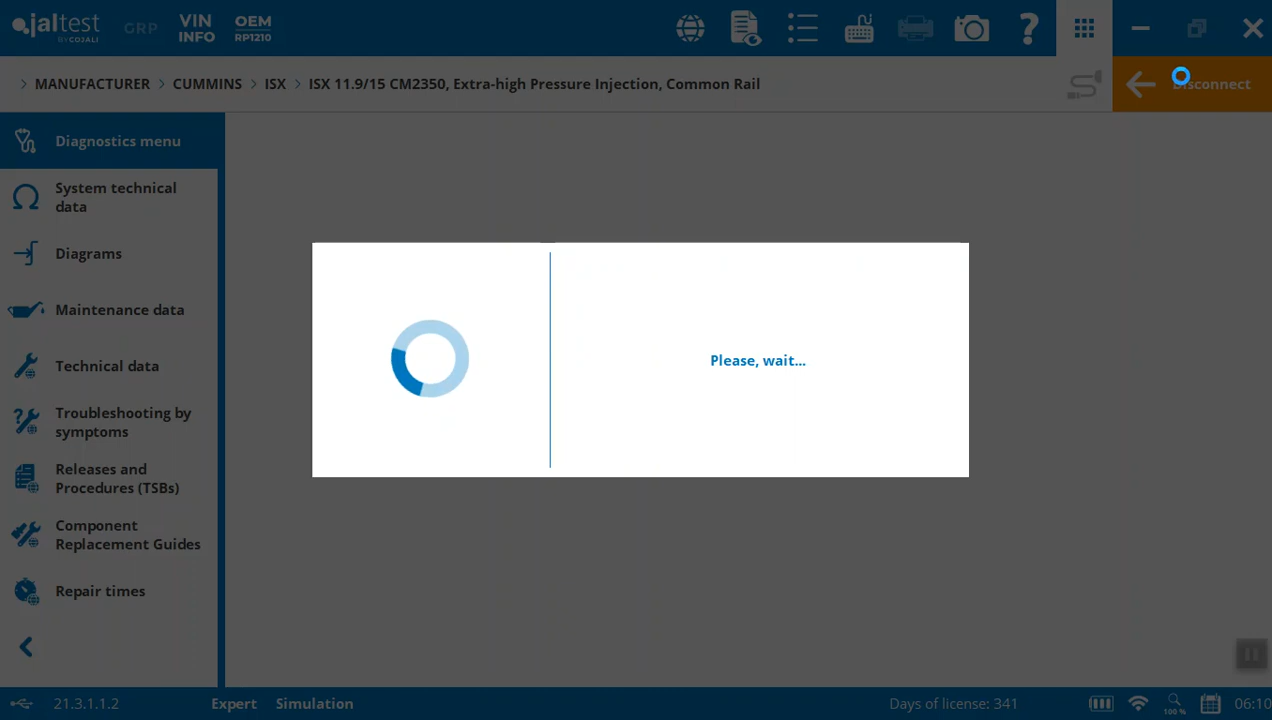 jaltest
BY COJALI
GRP
VIN
INFO
OEM
RP1210
?
MANUFACTURER > CUMMINS > ISX > ISX 11.9/15 CM2350, Extra-high Pressure Injection, Common Rail
Disconnect
Diagnostics menu
System technical
data
Diagrams
Maintenance data
Technical data
Troubleshooting by
symptoms
Releases and
Procedures (TSBs)
Component
Replacement Guides
Repair times
Please, wait...
21.3.1.1.2
Expert
Simulation
Days of license: 341
100 %
06:10